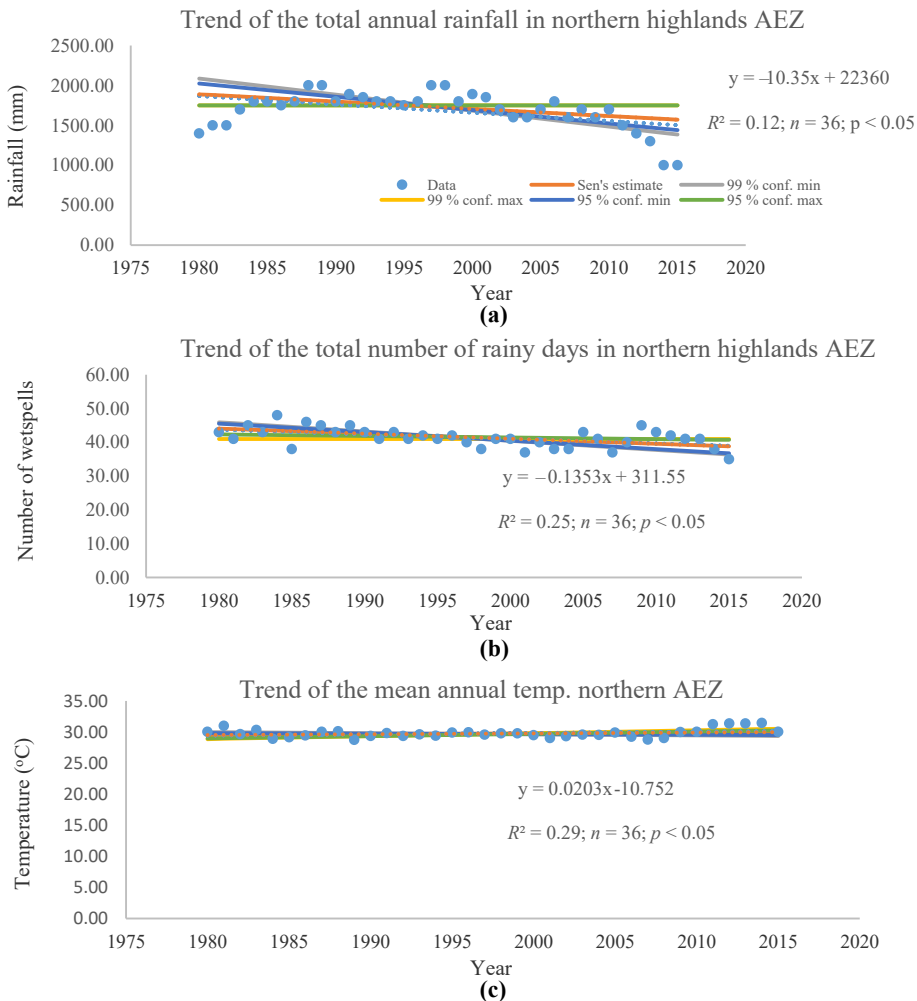 Trend of the total annual rainfall in northern highlands AEZ
(a)
2500.00
2000.00
1500.00
1000.00
500.00
0.00
Rainfall (mm)
y = −10.35x + 22360
R² = 0.12; n = 36; p < 0.05
Data Sen's estimate 99 % conf. min
99 % conf. max 95 % conf. min 95 % conf. max
1975 1980 1985 1990 1995 2000 2005 2010 2015 2020
Year
(a)
Trend of the total number of rainy days in northern highlands AEZ
60.00
50.00
40.00
30.00
20.00
10.00
0.00
Number of wetspells
y = −0.1353x + 311.55
R² = 0.25; n = 36; p < 0.05
1975 1980 1985 1990 1995 2000 2005 2010 2015 2020
Year
(b)
Trend of the mean annual temp. northern AEZ
35.00
30.00
25.00
20.00
15.00
10.00
5.00
0.00
Temperature (°C)
y = 0.0203x-10.752
R² = 0.29; n = 36; p < 0.05
1975 1980 1985 1990 1995 2000 2005 2010 2015 2020
Year
(c)